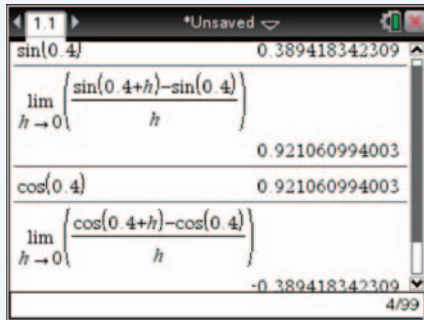 1.1 *Unsaved
sin(0.4) 0.389418342309
lim h→0 (sin(0.4+h)−sin(0.4) / h)
0.921060994003
cos(0.4) 0.921060994003
lim h→0 (cos(0.4+h)−cos(0.4) / h)
-0.389418342309
4/99